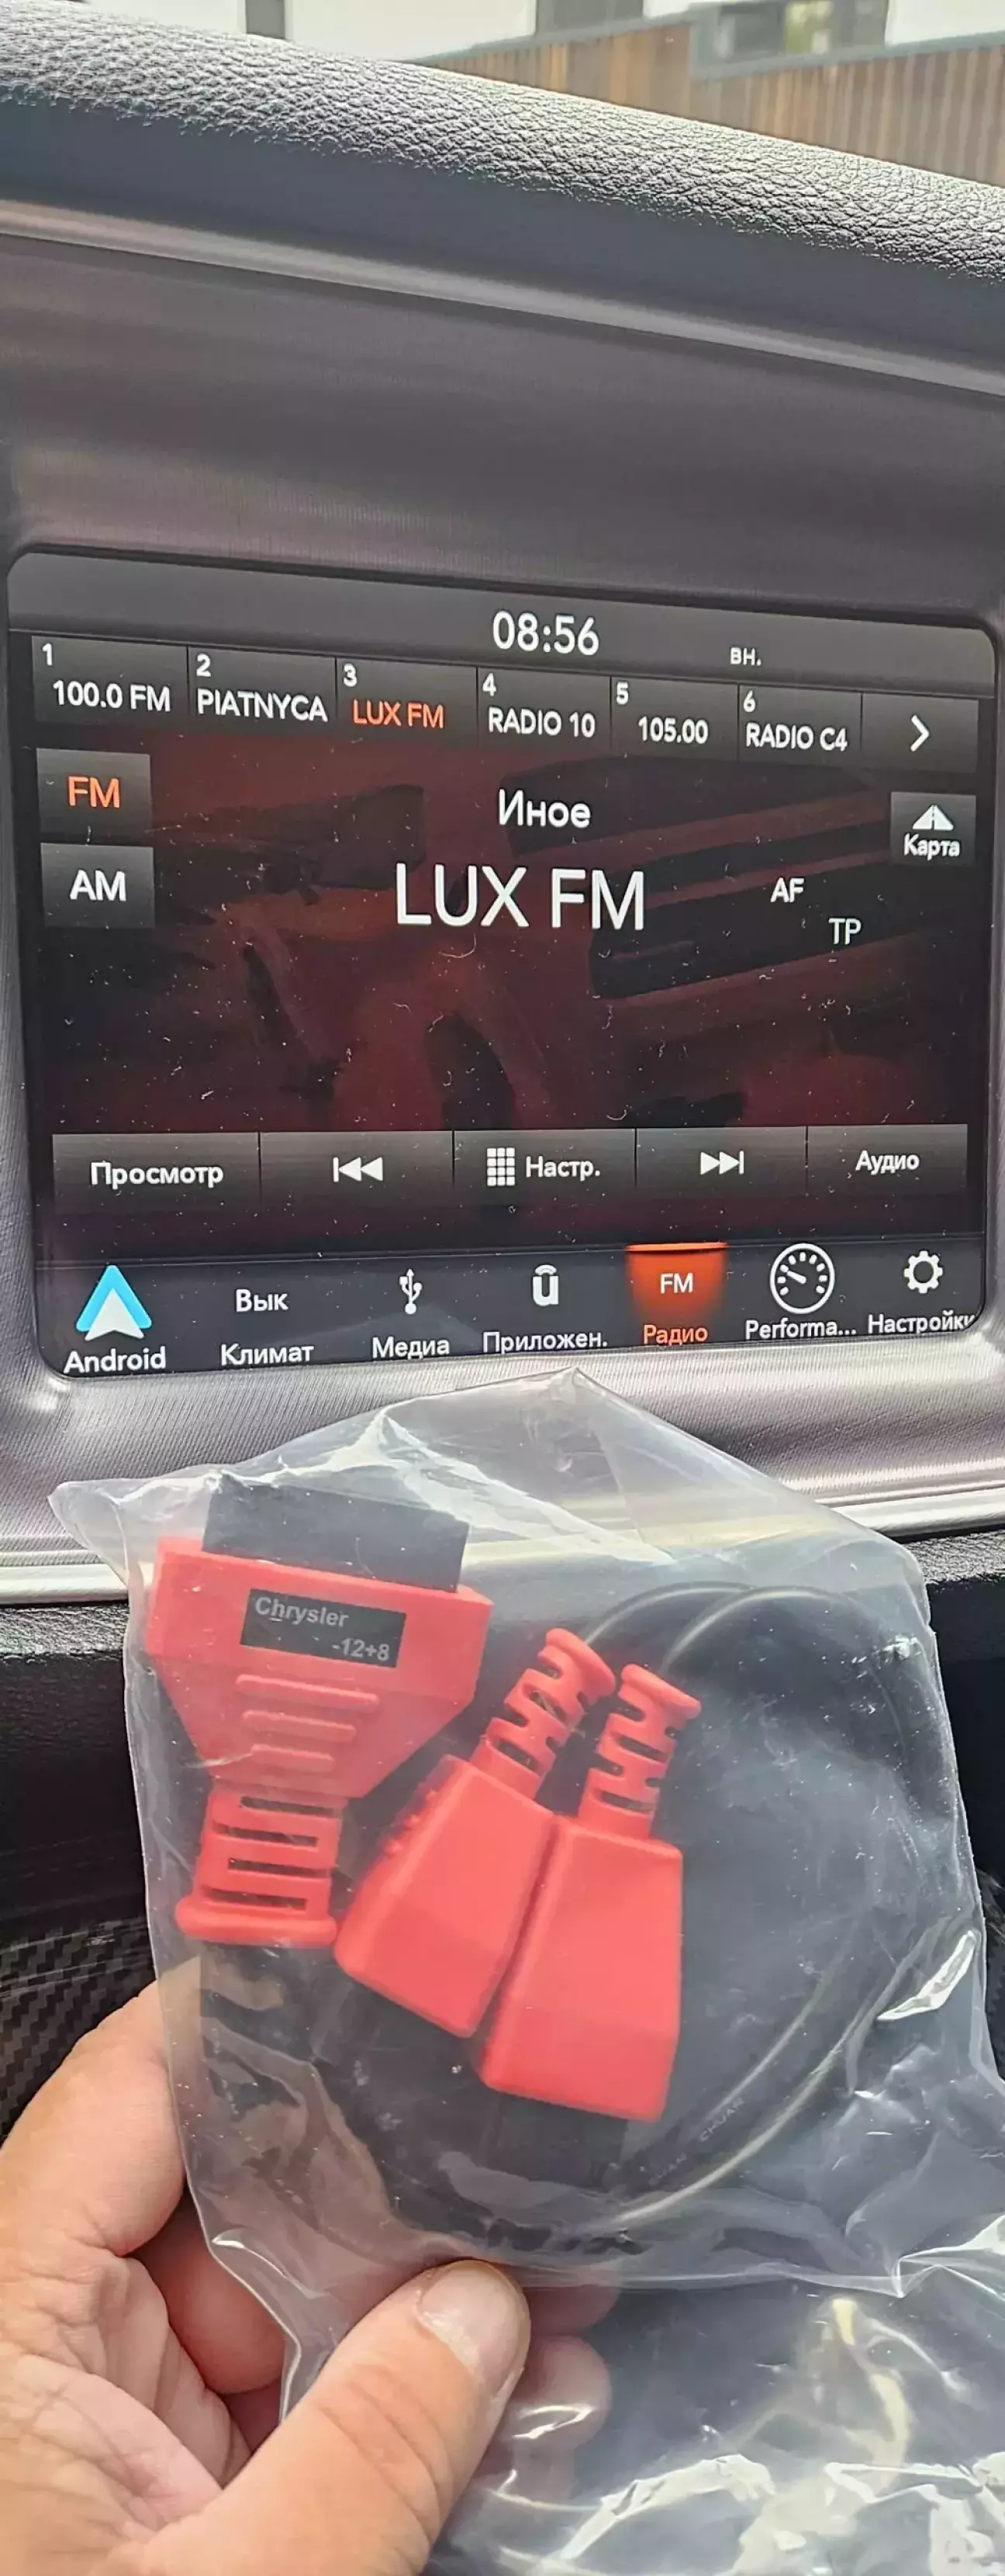 08:56
вн.
1
100.0 FM
2
PIATNYCA
3
LUX FM
4
RADIO 10
5
105.00
6
RADIO C4
FM
Иное
Карта
AM
LUX FM
AF
TP
Просмотр
Настр.
Аудио
Android
Вык
Климат
Медиа
Приложен.
FM
Радио
Performa...
Настройки
Chrysler
-12+8
CHUAN